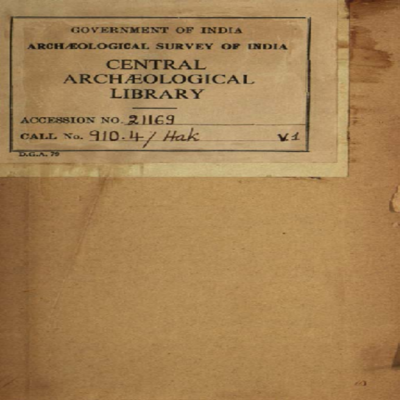 GOVERNMENT OF INDIA
ARCHÆOLOGICAL SURVEY OF INDIA
CENTRAL
ARCHÆOLOGICAL
LIBRARY
ACCESSION NO. 21169
CALL No. 910.4/ Hak V.1
D.G.A. 79